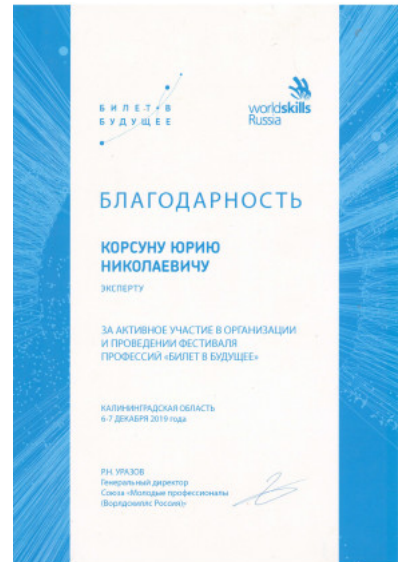 БИЛЕТ•В
БУДУЩЕЕ
worldskills
Russia
БЛАГОДАРНОСТЬ
КОРСУНУ ЮРИЮ
НИКОЛАЕВИЧУ
ЭКСПЕРТУ
ЗА АКТИВНОЕ УЧАСТИЕ В ОРГАНИЗАЦИИ
И ПРОВЕДЕНИИ ФЕСТИВАЛЯ
ПРОФЕССИЙ «БИЛЕТ В БУДУЩЕЕ»
КАЛИНИНГРАДСКАЯ ОБЛАСТЬ
6-7 ДЕКАБРЯ 2019 года
Р.Н. УРАЗОВ
Генеральный директор
Союза «Молодые профессионалы
(Ворлдскиллс Россия)»